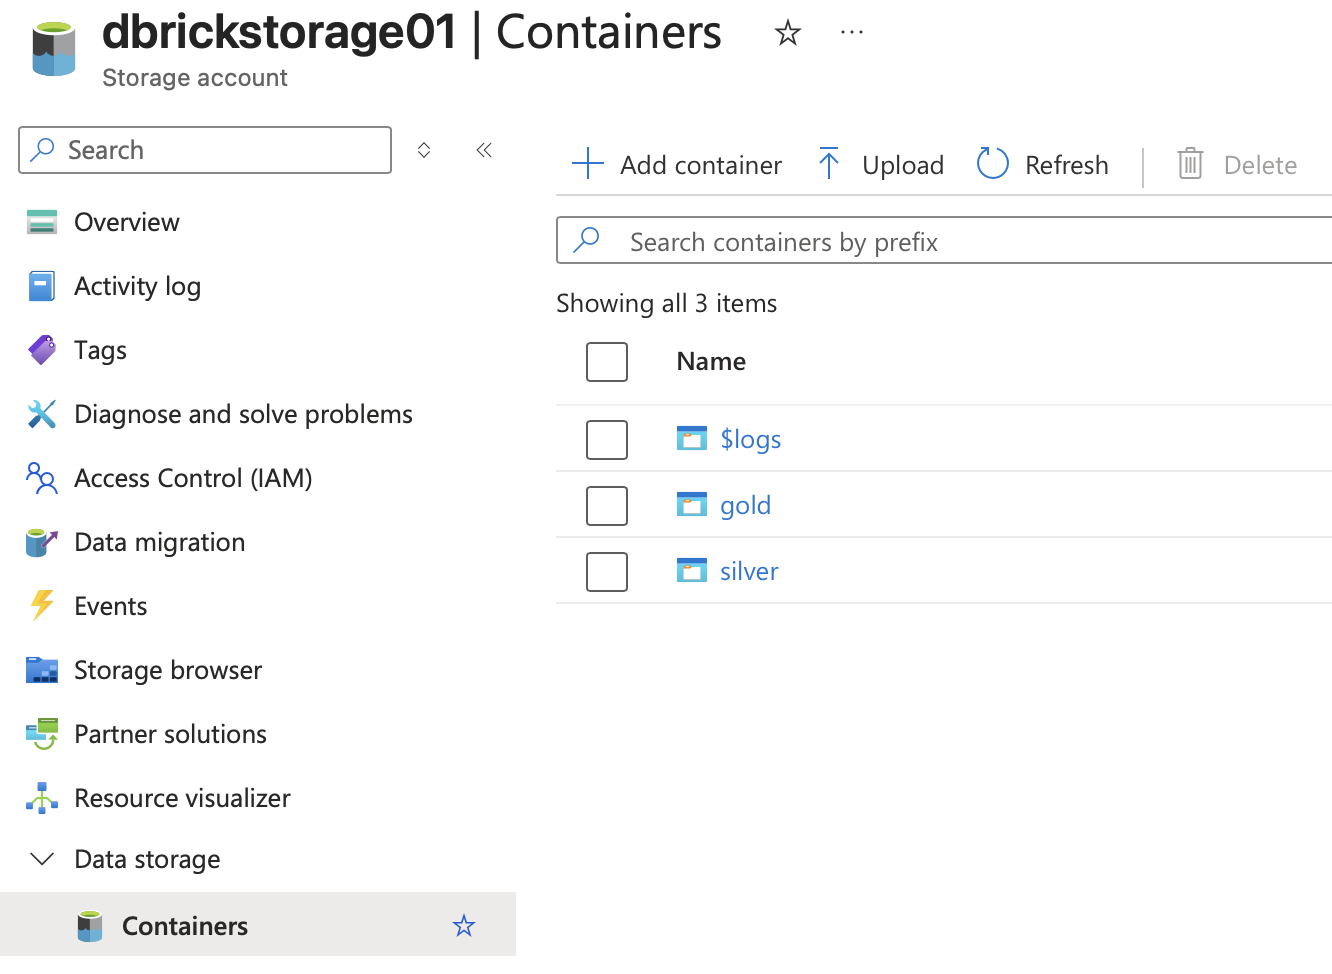 dbrickstorage01 | Containers
Storage account
Search
Overview
Activity log
Tags
Diagnose and solve problems
Access Control (IAM)
Data migration
Events
Storage browser
Partner solutions
Resource visualizer
Data storage
Containers
Add container
Upload
Refresh
Delete
Search containers by prefix
Showing all 3 items
Name
$logs
gold
silver